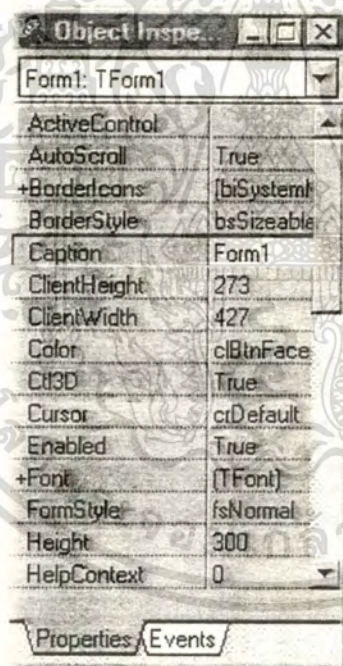 Object Inspe...
Form1: TForm1
ActiveControl
AutoScroll True
+BorderIcons [biSystemM
BorderStyle bsSizeable
Caption Form1
ClientHeight 273
ClientWidth 427
Color clBtnFace
Ctl3D True
Cursor crDefault
Enabled True
+Font (TFont)
FormStyle fsNormal
Height 300
HelpContext 0
Properties Events